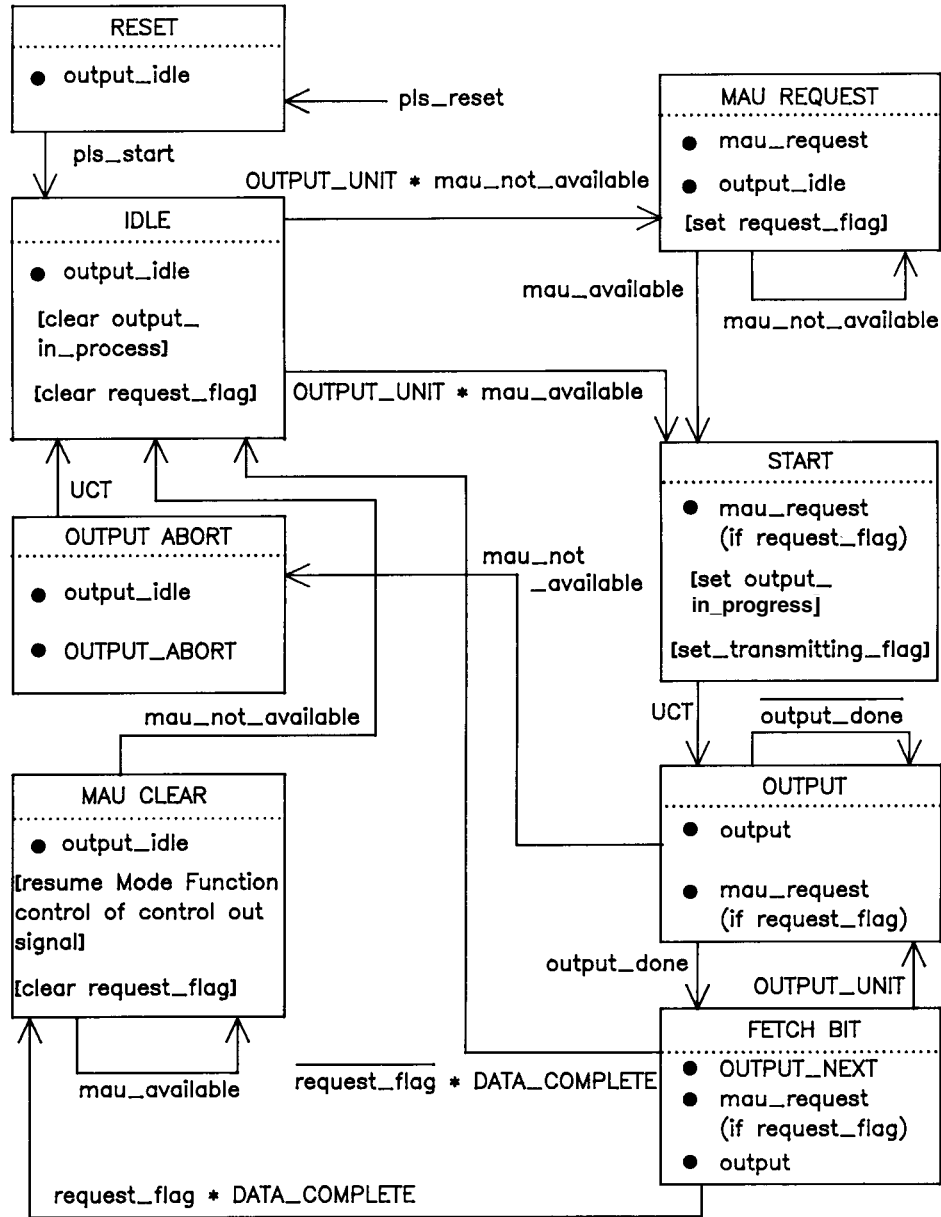 RESET
● output_idle
pls_reset
pls_start
MAU REQUEST
● mau_request
● output_idle
[set request_flag]
OUTPUT_UNIT * mau_not_available
IDLE
● output_idle
[clear output_
in_process]
[clear request_flag]
mau_available
mau_not_available
OUTPUT_UNIT * mau_available
START
● mau_request
(if request_flag)
[set output_
in_progress]
[set_transmitting_flag]
UCT
OUTPUT ABORT
● output_idle
● OUTPUT_ABORT
mau_not
_available
mau_not_available
UCT
output_done
OUTPUT
● output
● mau_request
(if request_flag)
MAU CLEAR
● output_idle
[resume Mode Function
control of control out
signal]
[clear request_flag]
output_done
OUTPUT_UNIT
FETCH BIT
● OUTPUT_NEXT
● mau_request
(if request_flag)
● output
mau_available
request_flag * DATA_COMPLETE
request_flag * DATA_COMPLETE